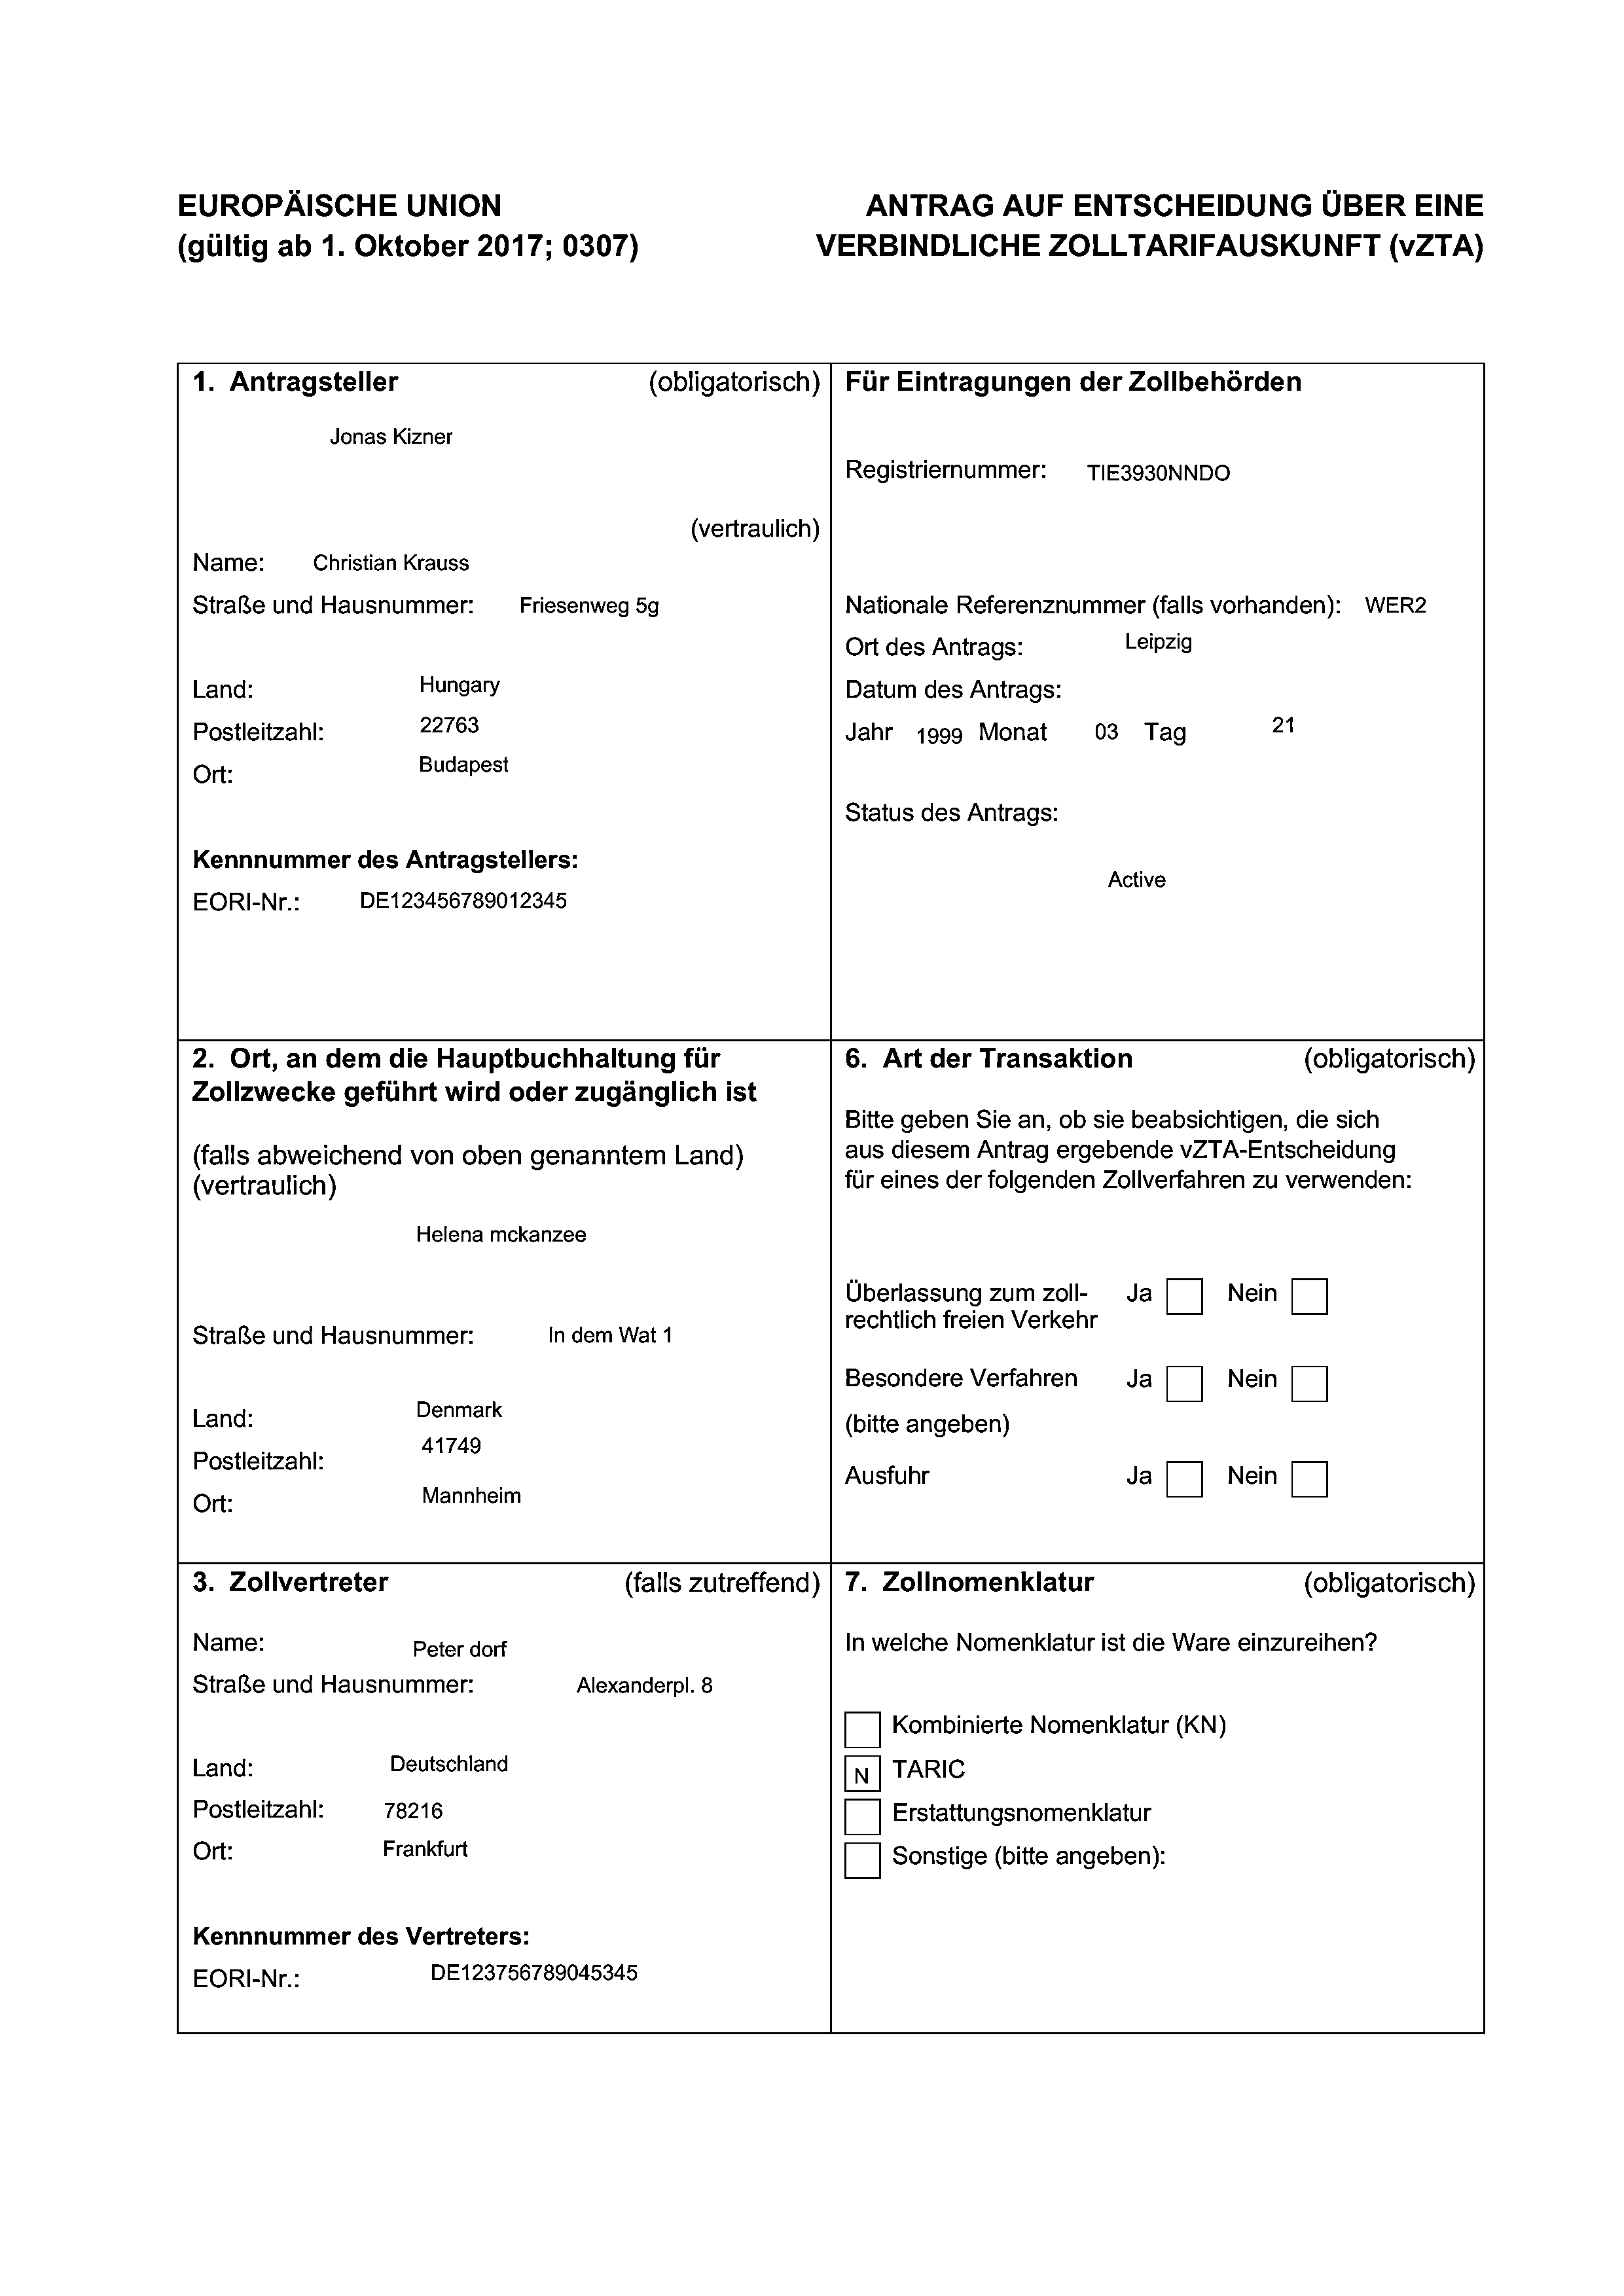 EUROPÄISCHE UNION
(gültig ab 1. Oktober 2017; 0307)
ANTRAG AUF ENTSCHEIDUNG ÜBER EINE
VERBINDLICHE ZOLLTARIFAUSKUNFT (vZTA)
1. Antragsteller (obligatorisch)
Jonas Kizner
(vertraulich)
Name: Christian Krauss
Straße und Hausnummer: Friesenweg 5g
Land: Hungary
Postleitzahl: 22763
Ort: Budapest
Kennnummer des Antragstellers:
EORI-Nr.: DE123456789012345
Für Eintragungen der Zollbehörden
Registriernummer: TIE3930NNDO
Nationale Referenznummer (falls vorhanden): WER2
Ort des Antrags: Leipzig
Datum des Antrags:
Jahr 1999 Monat 03 Tag 21
Status des Antrags:
Active
2. Ort, an dem die Hauptbuchhaltung für
Zollzwecke geführt wird oder zugänglich ist
(falls abweichend von oben genanntem Land)
(vertraulich)
Helena mckanzee
Straße und Hausnummer: In dem Wat 1
Land: Denmark
Postleitzahl: 41749
Ort: Mannheim
6. Art der Transaktion (obligatorisch)
Bitte geben Sie an, ob sie beabsichtigen, die sich
aus diesem Antrag ergebende vZTA-Entscheidung
für eines der folgenden Zollverfahren zu verwenden:
Überlassung zum zoll- Ja Nein
rechtlich freien Verkehr
Besondere Verfahren Ja Nein
(bitte angeben)
Ausfuhr Ja Nein
3. Zollvertreter (falls zutreffend)
Name: Peter dorf
Straße und Hausnummer: Alexanderpl. 8
Land: Deutschland
Postleitzahl: 78216
Ort: Frankfurt
Kennnummer des Vertreters:
EORI-Nr.: DE123756789045345
7. Zollnomenklatur (obligatorisch)
In welche Nomenklatur ist die Ware einzureihen?
Kombinierte Nomenklatur (KN)
N TARIC
Erstattungsnomenklatur
Sonstige (bitte angeben):